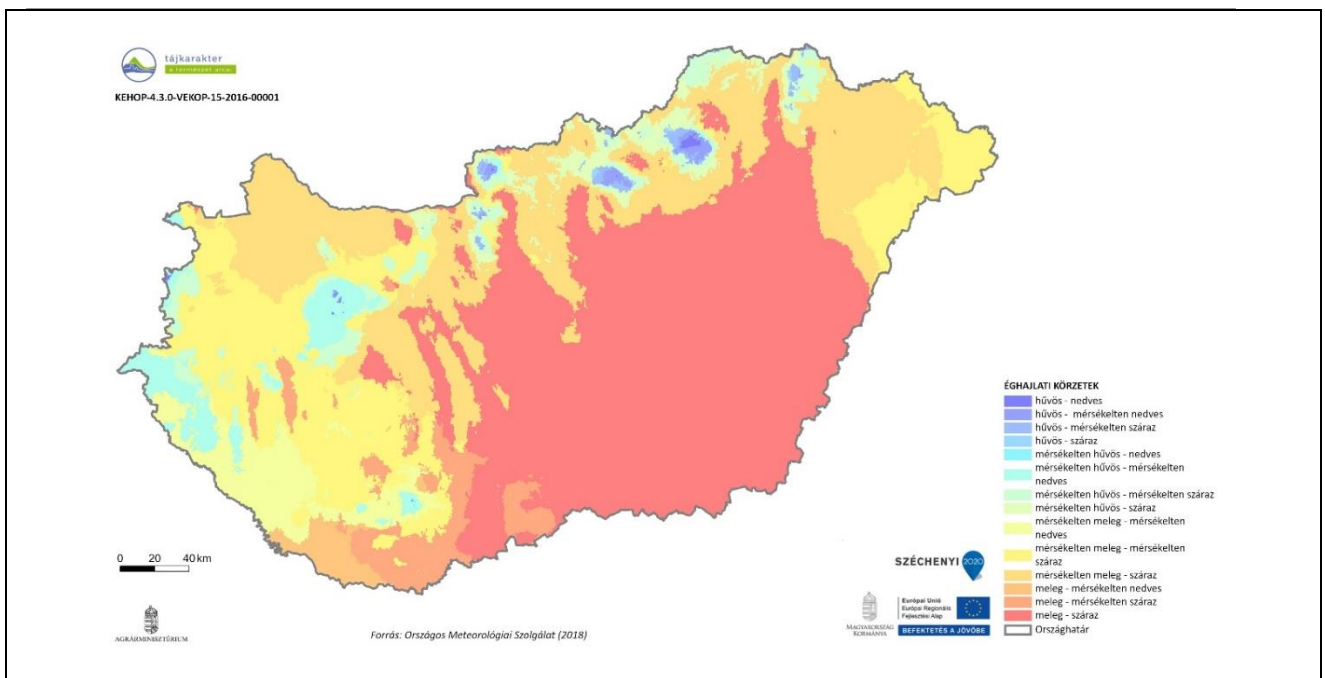 tájkarakter
a természet arca
KEHOP-4.3.0-VEKOP-15-2016-00001
ÉGHAJLATI KÖRZETEK
hűvös - nedves
hűvös - mérsékelten nedves
hűvös - mérsékelten száraz
hűvös - száraz
mérsékelten hűvös - nedves
mérsékelten hűvös - mérsékelten
nedves
mérsékelten hűvös - mérsékelten száraz
mérsékelten hűvös - száraz
mérsékelten meleg - mérsékelten
nedves
mérsékelten meleg - mérsékelten
száraz
mérsékelten meleg - száraz
meleg - mérsékelten nedves
meleg - mérsékelten száraz
meleg - száraz
Országhatár
0 20 40 km
AGRÁRMINISZTÉRIUM
Forrás: Országos Meteorológiai Szolgálat (2018)
SZÉCHENYI 2020
MAGYARORSZÁG
KORMÁNYA
Európai Unió
Európai Regionális
Fejlesztési Alap
BEFEKTETÉS A JÖVŐBE